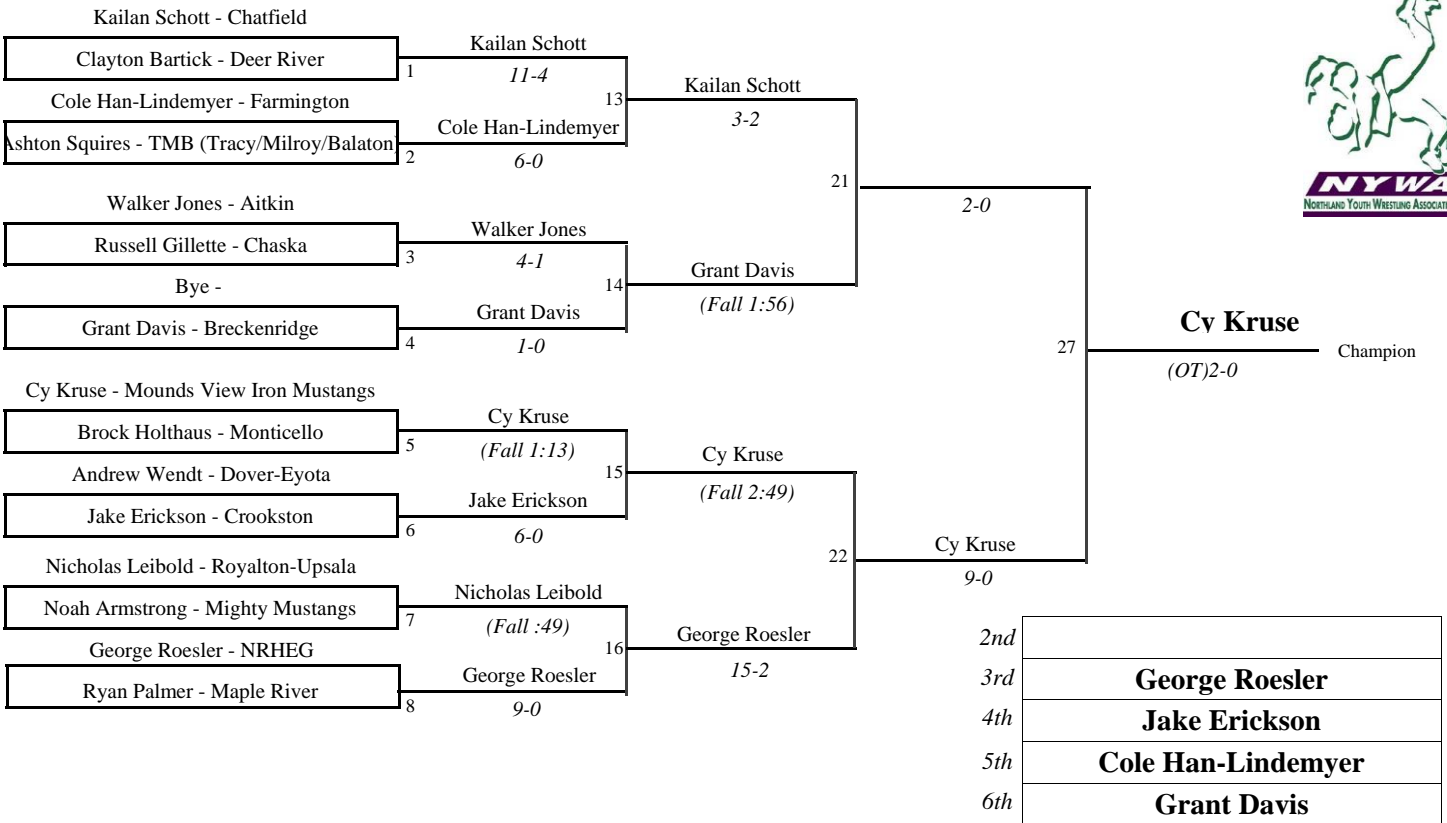 Kailan Schott - Chatfield
Clayton Bartick - Deer River
1
Kailan Schott
11-4
Cole Han-Lindemyer - Farmington
Ashton Squires - TMB (Tracy/Milroy/Balaton)
2
Cole Han-Lindemyer
6-0
13
Kailan Schott
3-2
Walker Jones - Aitkin
Russell Gillette - Chaska
3
Walker Jones
4-1
Bye -
Grant Davis - Breckenridge
4
Grant Davis
1-0
14
Grant Davis
(Fall 1:56)
21
2-0
Cy Kruse - Mounds View Iron Mustangs
Brock Holthaus - Monticello
5
Cy Kruse
(Fall 1:13)
Andrew Wendt - Dover-Eyota
Jake Erickson - Crookston
6
Jake Erickson
6-0
15
Cy Kruse
(Fall 2:49)
Nicholas Leibold - Royalton-Upsala
Noah Armstrong - Mighty Mustangs
7
Nicholas Leibold
(Fall :49)
George Roesler - NRHEG
Ryan Palmer - Maple River
8
George Roesler
9-0
16
George Roesler
15-2
22
Cy Kruse
9-0
27
Cy Kruse
(OT)2-0
Champion
NYWA
NORTHLAND YOUTH WRESTLING ASSOCIAT
2nd
3rd George Roesler
4th Jake Erickson
5th Cole Han-Lindemyer
6th Grant Davis